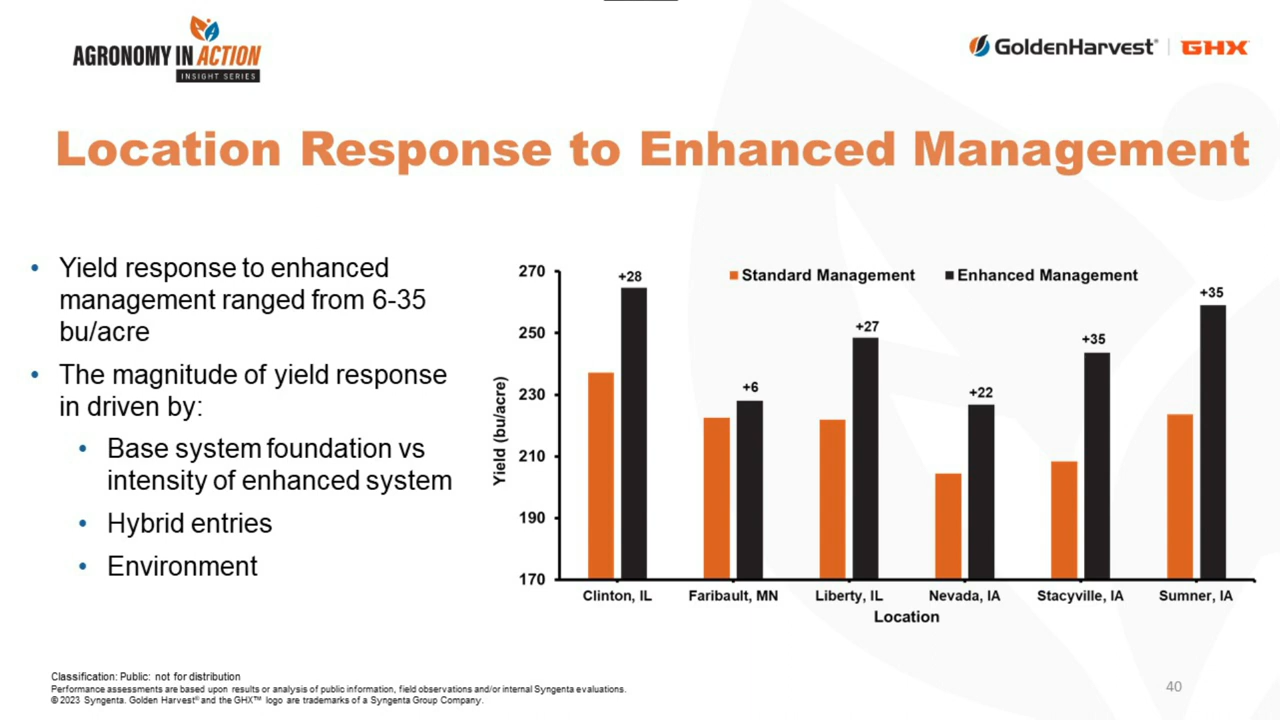 AGRONOMY IN ACTION
INSIGHT SERIES
GoldenHarvest® | GHX
Location Response to Enhanced Management
• Yield response to enhanced
management ranged from 6-35
bu/acre
• The magnitude of yield response
in driven by:
• Base system foundation vs
intensity of enhanced system
• Hybrid entries
• Environment
Standard Management Enhanced Management
Yield (bu/acre)
270
250
230
210
190
170
+28
+6
+27
+22
+35
+35
Clinton, IL Faribault, MN Liberty, IL Nevada, IA Stacyville, IA Sumner, IA
Location
Classification: Public: not for distribution
Performance assessments are based upon results or analysis of public information, field observations and/or internal Syngenta evaluations.
© 2023 Syngenta. Golden Harvest® and the GHX™ logo are trademarks of a Syngenta Group Company.
40